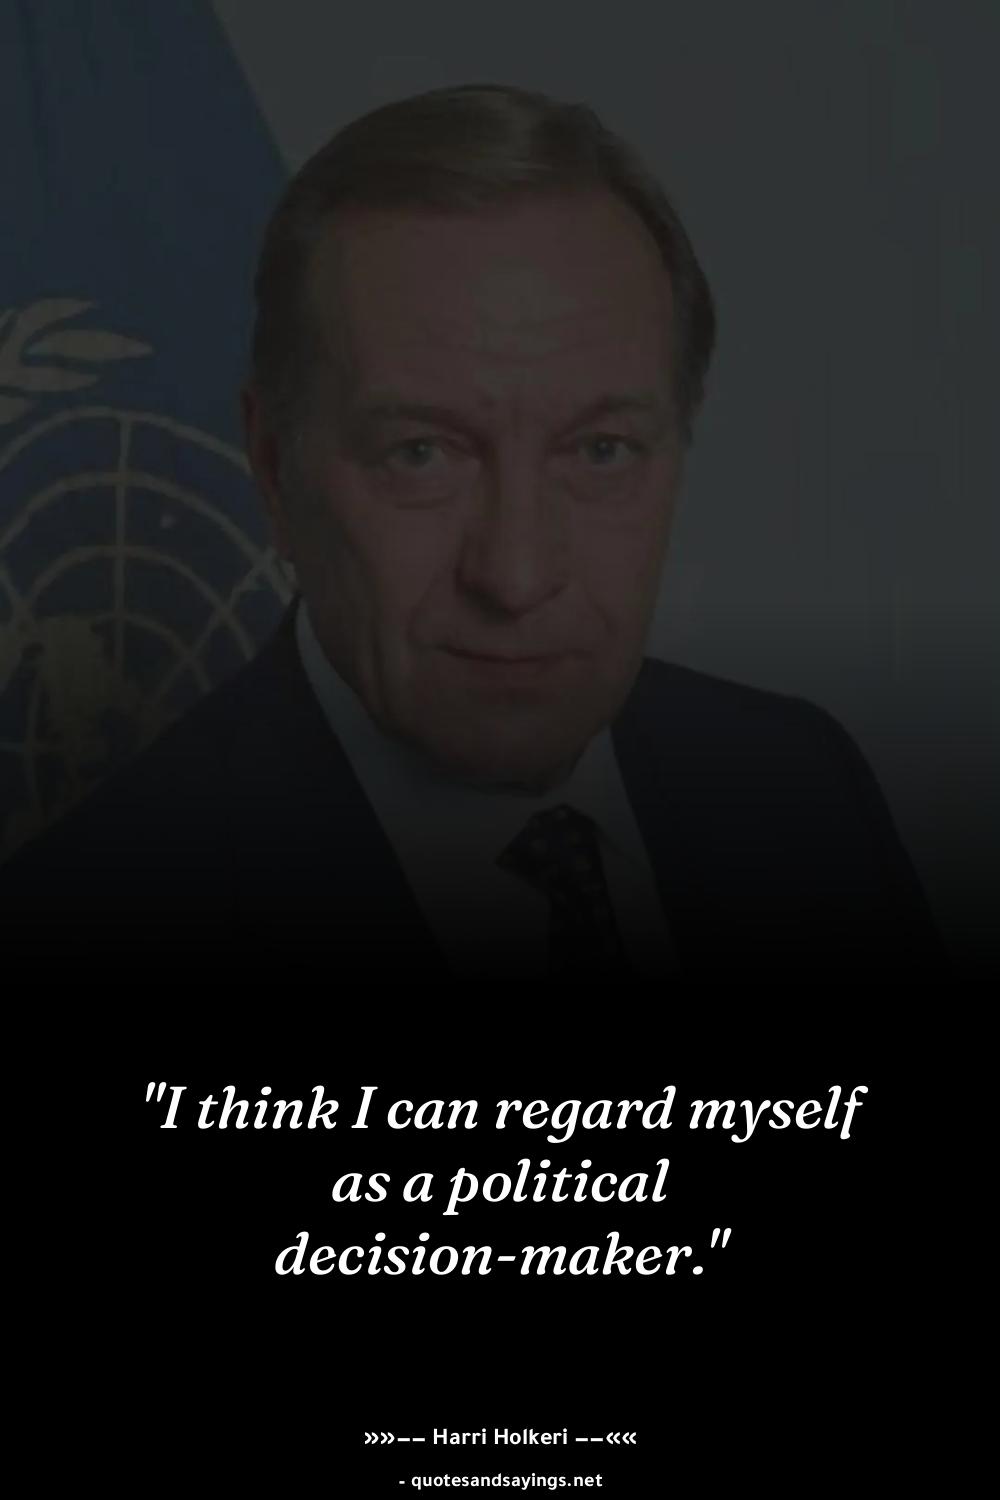 "I think I can regard myself
as a political
decision-maker."
»»–– Harri Holkeri ––««
- quotesandsayings.net